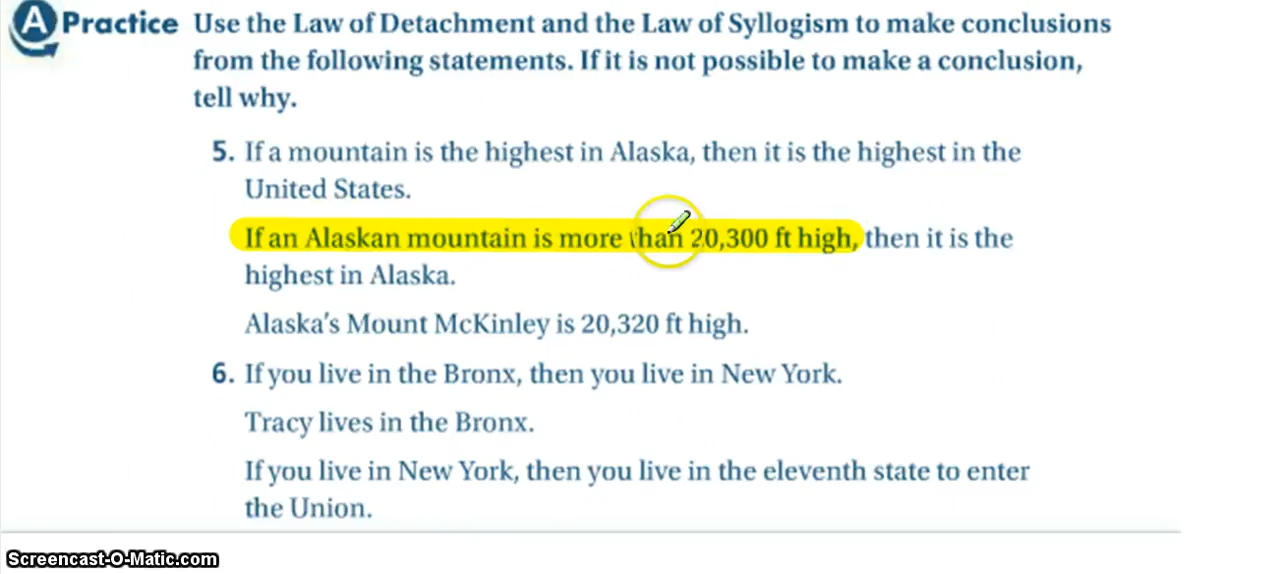 A Practice Use the Law of Detachment and the Law of Syllogism to make conclusions
from the following statements. If it is not possible to make a conclusion,
tell why.
5. If a mountain is the highest in Alaska, then it is the highest in the
United States.
If an Alaskan mountain is more than 20,300 ft high, then it is the
highest in Alaska.
Alaska's Mount McKinley is 20,320 ft high.
6. If you live in the Bronx, then you live in New York.
Tracy lives in the Bronx.
If you live in New York, then you live in the eleventh state to enter
the Union.
Screencast-O-Matic.com